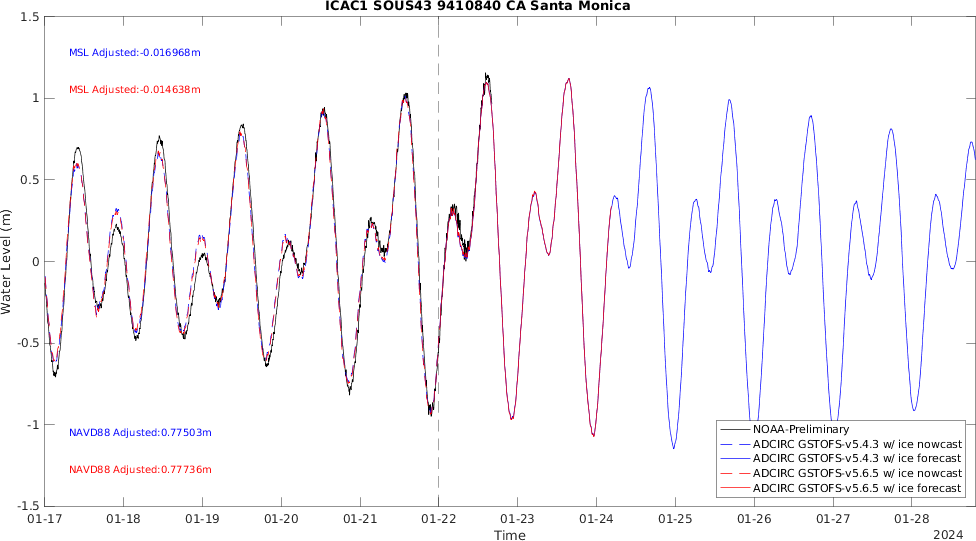 ICAC1 SOUS43 9410840 CA Santa Monica
1.5
1
0.5
0
-0.5
-1
-1.5
Water Level (m)
MSL Adjusted:-0.016968m
MSL Adjusted:-0.014638m
NAVD88 Adjusted:0.77503m
NAVD88 Adjusted:0.77736m
NOAA-Preliminary
ADCIRC GSTOFS-v5.4.3 w/ ice nowcast
ADCIRC GSTOFS-v5.4.3 w/ ice forecast
ADCIRC GSTOFS-v5.6.5 w/ ice nowcast
ADCIRC GSTOFS-v5.6.5 w/ ice forecast
01-17 01-18 01-19 01-20 01-21 01-22 01-23 01-24 01-25 01-26 01-27 01-28
Time
2024